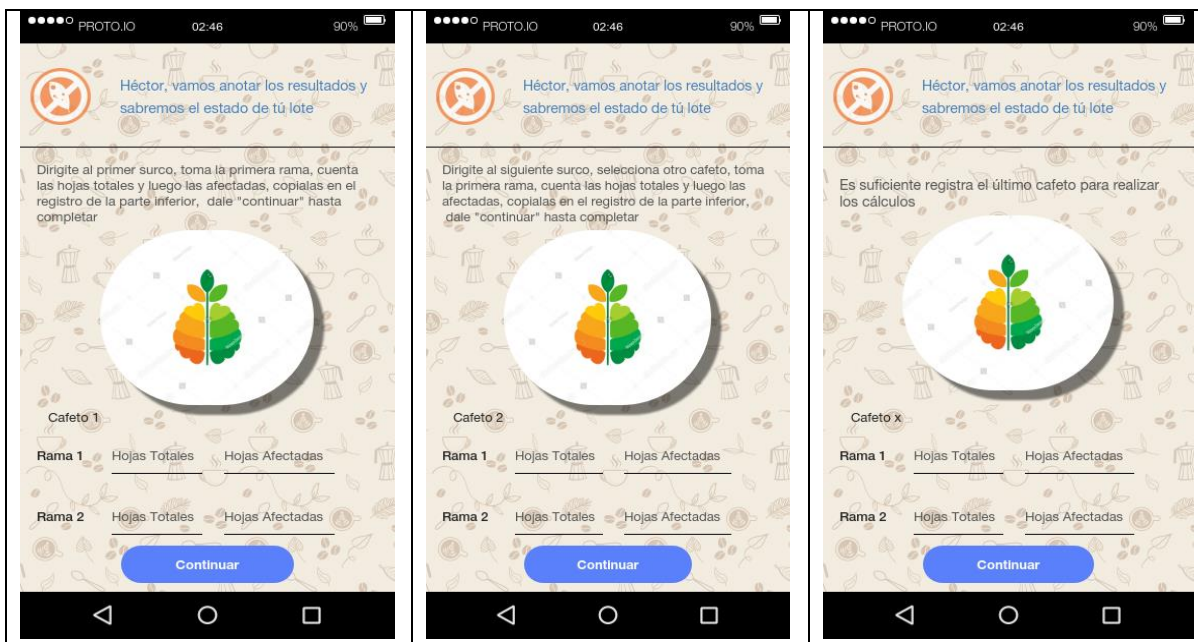 PROTO.IO 02:46 90%
Héctor, vamos anotar los resultados y
sabremos el estado de tú lote
Dirigite al primer surco, toma la primera rama, cuenta
las hojas totales y luego las afectadas, copialas en el
registro de la parte inferior, dale "continuar" hasta
completar
Cafeto 1
Rama 1 Hojas Totales Hojas Afectadas
Rama 2 Hojas Totales Hojas Afectadas
Continuar
PROTO.IO 02:46 90%
Héctor, vamos anotar los resultados y
sabremos el estado de tú lote
Dirigite al siguiente surco, selecciona otro cafeto, toma
la primera rama, cuenta las hojas totales y luego las
afectadas, copialas en el registro de la parte inferior,
dale "continuar" hasta completar
Cafeto 2
Rama 1 Hojas Totales Hojas Afectadas
Rama 2 Hojas Totales Hojas Afectadas
Continuar
PROTO.IO 02:46 90%
Héctor, vamos anotar los resultados y
sabremos el estado de tú lote
Es suficiente registra el último cafeto para realizar
los cálculos
Cafeto x
Rama 1 Hojas Totales Hojas Afectadas
Rama 2 Hojas Totales Hojas Afectadas
Continuar